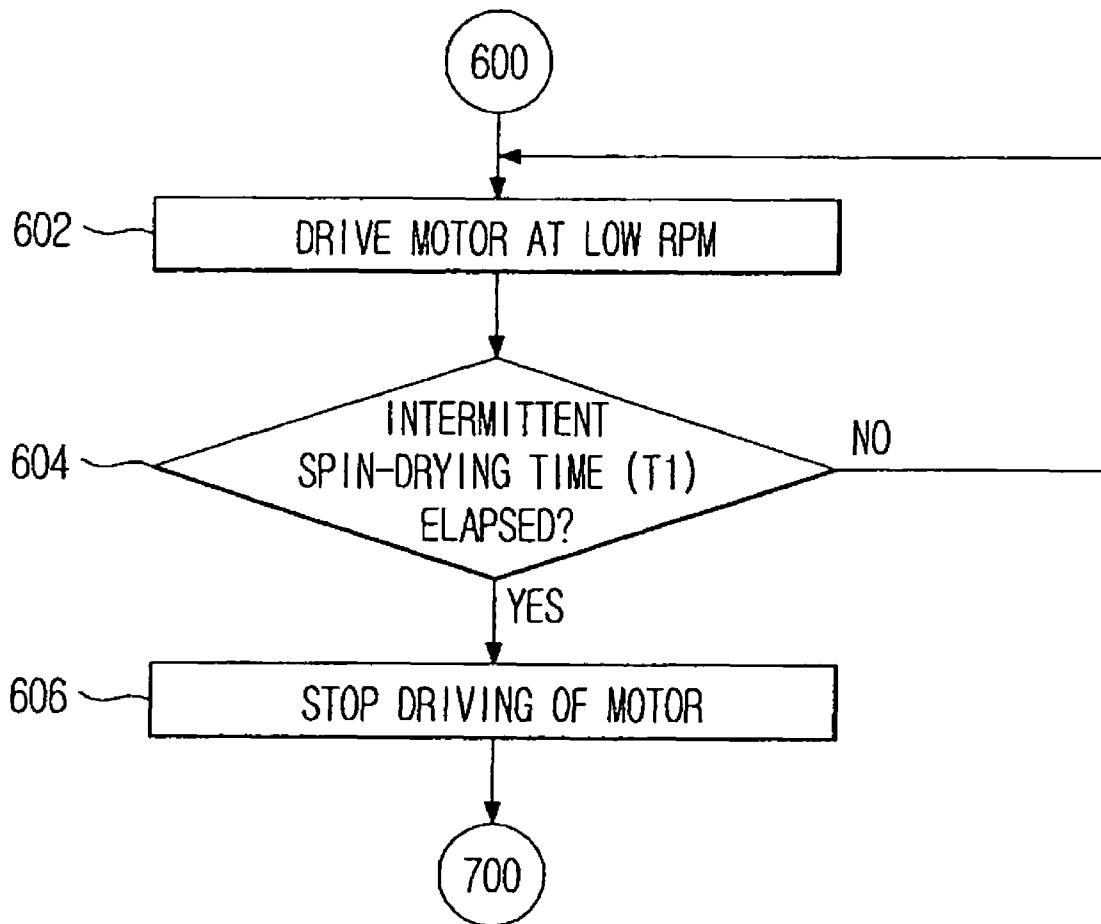 600
602
DRIVE MOTOR AT LOW RPM
604
INTERMITTENT
SPIN-DRYING TIME (T1)
ELAPSED?
NO
YES
606
STOP DRIVING OF MOTOR
700